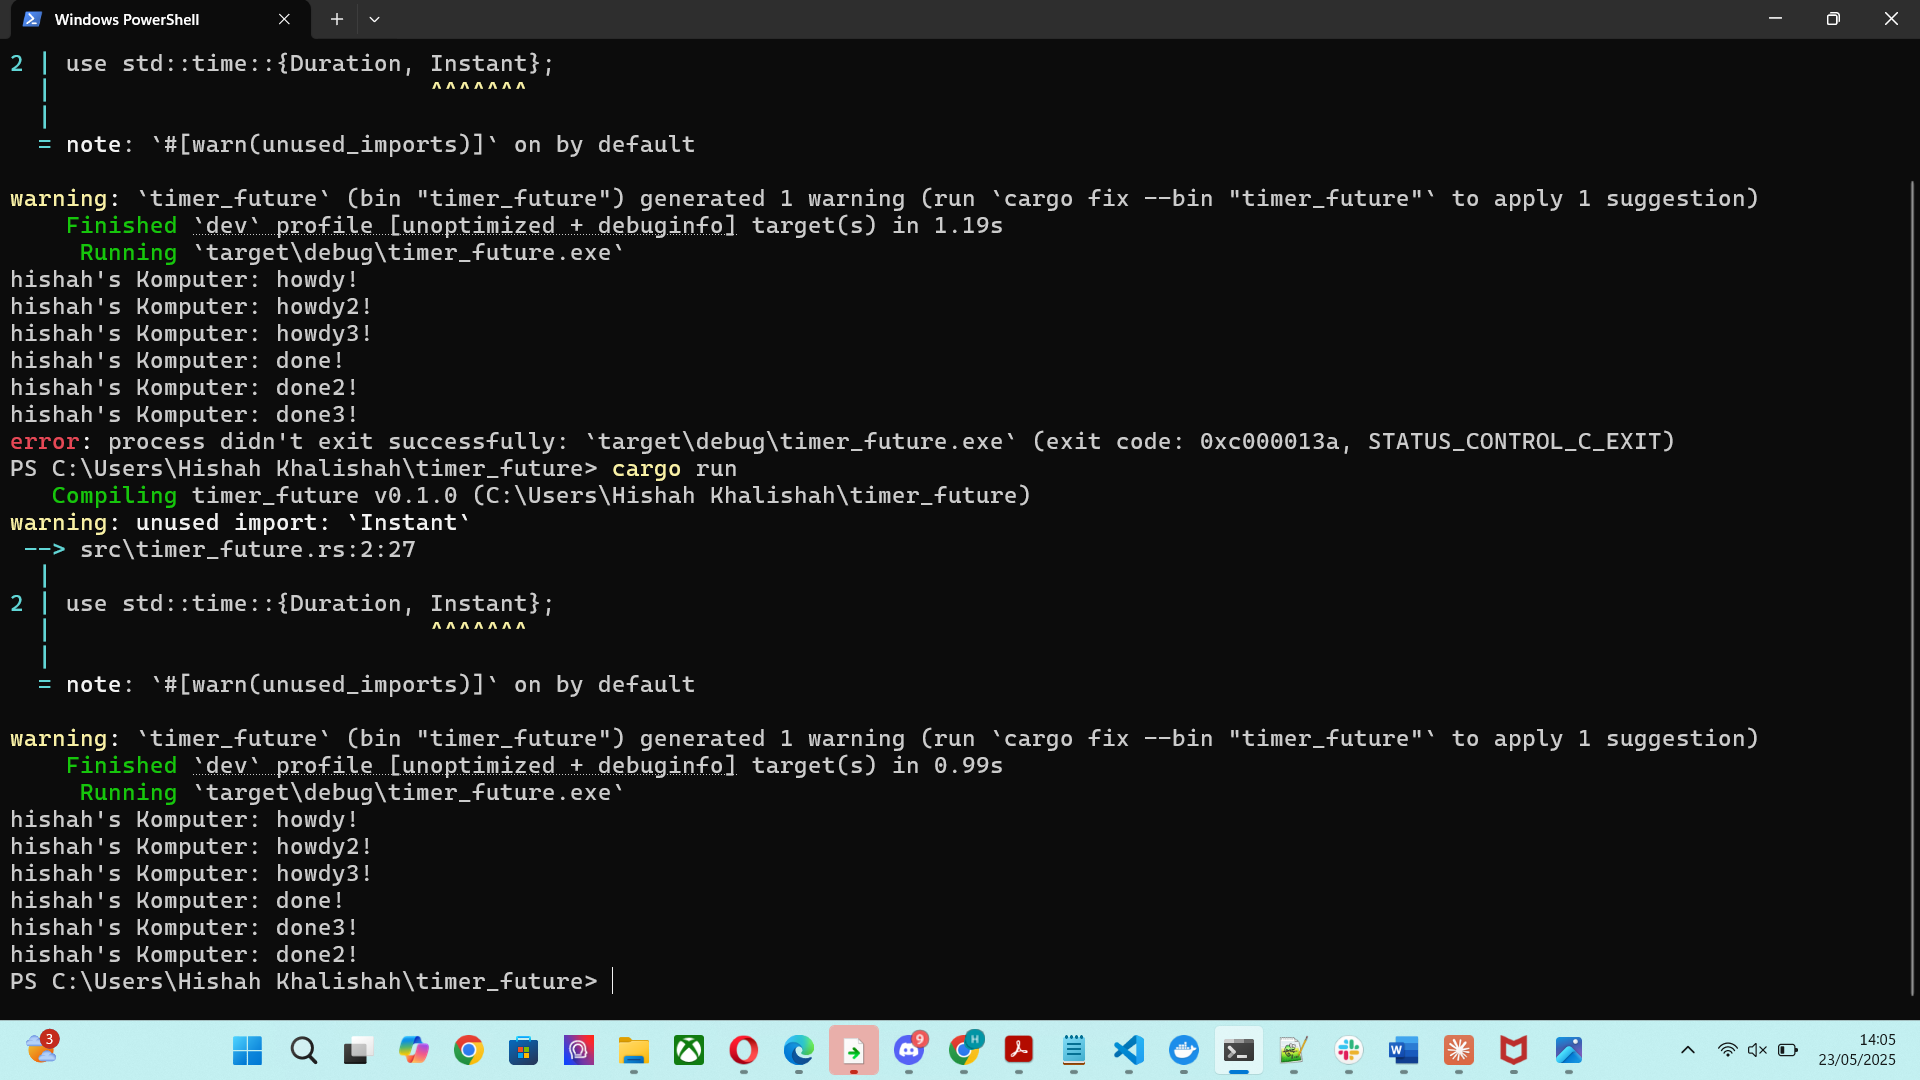 Windows PowerShell
2 | use std::time::{Duration, Instant};
  |                           ^^^^^^^
  |
  = note: `#[warn(unused_imports)]` on by default
warning: `timer_future` (bin "timer_future") generated 1 warning (run `cargo fix --bin "timer_future"` to apply 1 suggestion)
Finished `dev` profile [unoptimized + debuginfo] target(s) in 1.19s
Running `target\debug\timer_future.exe`
hishah's Komputer: howdy!
hishah's Komputer: howdy2!
hishah's Komputer: howdy3!
hishah's Komputer: done!
hishah's Komputer: done2!
hishah's Komputer: done3!
error: process didn't exit successfully: `target\debug\timer_future.exe` (exit code: 0xc000013a, STATUS_CONTROL_C_EXIT)
PS C:\Users\Hishah Khalishah\timer_future> cargo run
Compiling timer_future v0.1.0 (C:\Users\Hishah Khalishah\timer_future)
warning: unused import: `Instant`
 --> src\timer_future.rs:2:27
  |
2 | use std::time::{Duration, Instant};
  |                           ^^^^^^^
  |
  = note: `#[warn(unused_imports)]` on by default
warning: `timer_future` (bin "timer_future") generated 1 warning (run `cargo fix --bin "timer_future"` to apply 1 suggestion)
Finished `dev` profile [unoptimized + debuginfo] target(s) in 0.99s
Running `target\debug\timer_future.exe`
hishah's Komputer: howdy!
hishah's Komputer: howdy2!
hishah's Komputer: howdy3!
hishah's Komputer: done!
hishah's Komputer: done3!
hishah's Komputer: done2!
PS C:\Users\Hishah Khalishah\timer_future>
3
9
H
W
14:05
23/05/2025